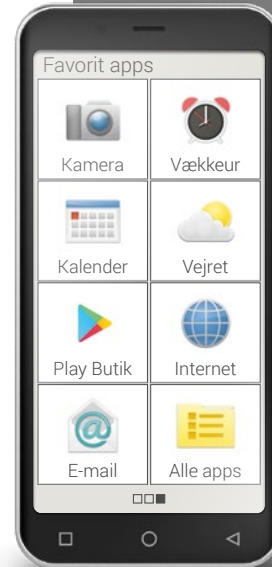 Favorit apps
Kamera
Vækkeur
Kalender
Vejret
Play Butik
Internet
E-mail
Alle apps